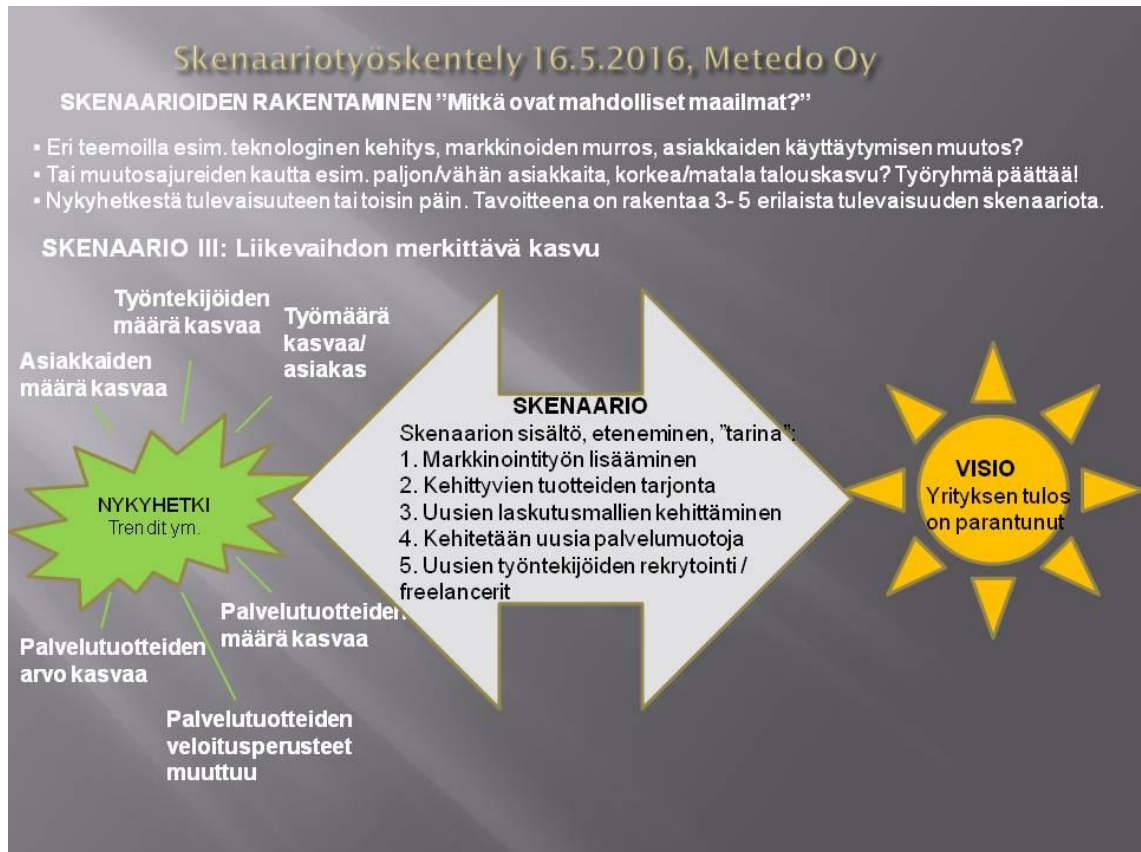 Skenaariotyöskentely 16.5.2016, Metedo Oy
SKENAARIOIDEN RAKENTAMINEN ”Mitkä ovat mahdolliset maailmat?”
▪ Eri teemoilla esim. teknologinen kehitys, markkinoiden murros, asiakkaiden käyttäytymisen muutos?
▪ Tai muutosajureiden kautta esim. paljon/vähän asiakkaita, korkea/matala talouskasvu? Työryhmä päättää!
▪ Nykyhetkestä tulevaisuuteen tai toisin päin. Tavoitteena on rakentaa 3- 5 erilaista tulevaisuuden skenaariota.
SKENAARIO III: Liikevaihdon merkittävä kasvu
Työntekijöiden
määrä kasvaa
Työmäärä
kasvaa/
asiakas
Asiakkaiden
määrä kasvaa
NYKYHETKI
Trendit ym.
Palvelutuotteiden
määrä kasvaa
Palvelutuotteiden
arvo kasvaa
Palvelutuotteiden
veloitusperusteet
muuttuu
SKENAARIO
Skenaarion sisältö, eteneminen, ”tarina”:
1. Markkinointityön lisääminen
2. Kehittyvien tuotteiden tarjonta
3. Uusien laskutusmallien kehittäminen
4. Kehitetään uusia palvelumuotoja
5. Uusien työntekijöiden rekrytointi /
freelancerit
VISIO
Yrityksen tulos
on parantunut